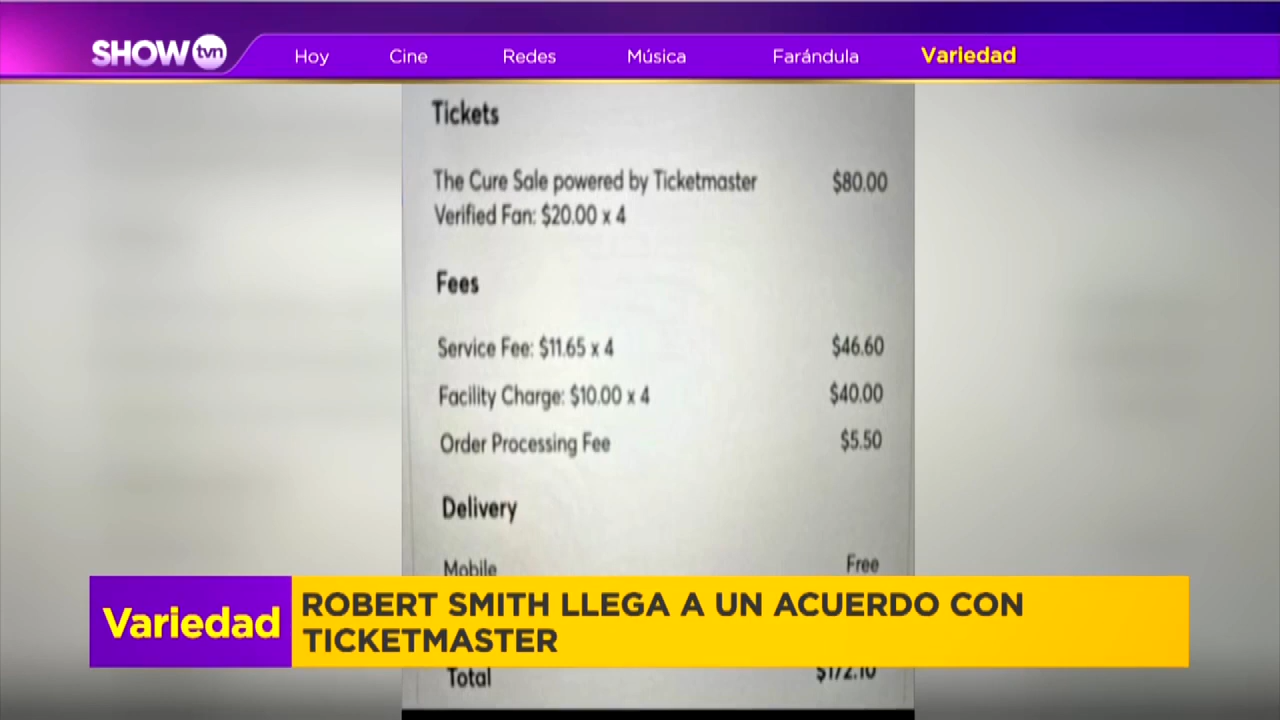 SHOW tvn
Hoy Cine Redes Música Farándula Variedad
Tickets
The Cure Sale powered by Ticketmaster $80.00
Verified Fan: $20.00 x 4
Fees
Service Fee: $11.65 x 4 $46.60
Facility Charge: $10.00 x 4 $40.00
Order Processing Fee $5.50
Delivery
Mobile Free
Variedad
ROBERT SMITH LLEGA A UN ACUERDO CON
TICKETMASTER
Total $172.10